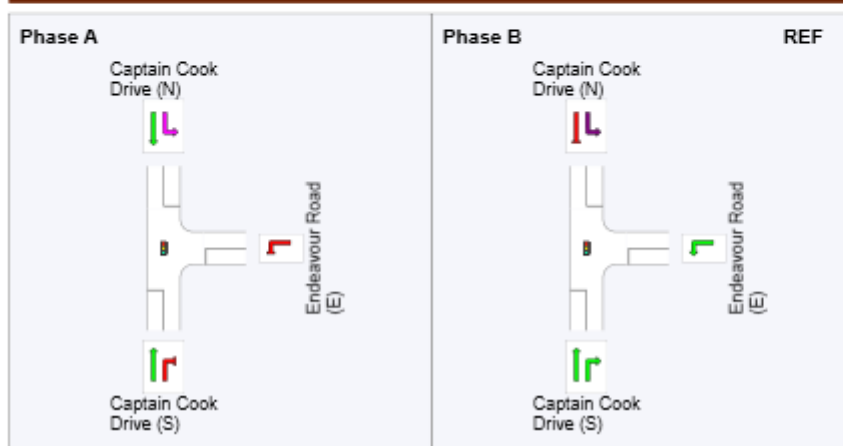 Phase A
Captain Cook
Drive (N)
Endeavour Road
(E)
Captain Cook
Drive (S)
Phase B
REF
Captain Cook
Drive (N)
Endeavour Road
(E)
Captain Cook
Drive (S)